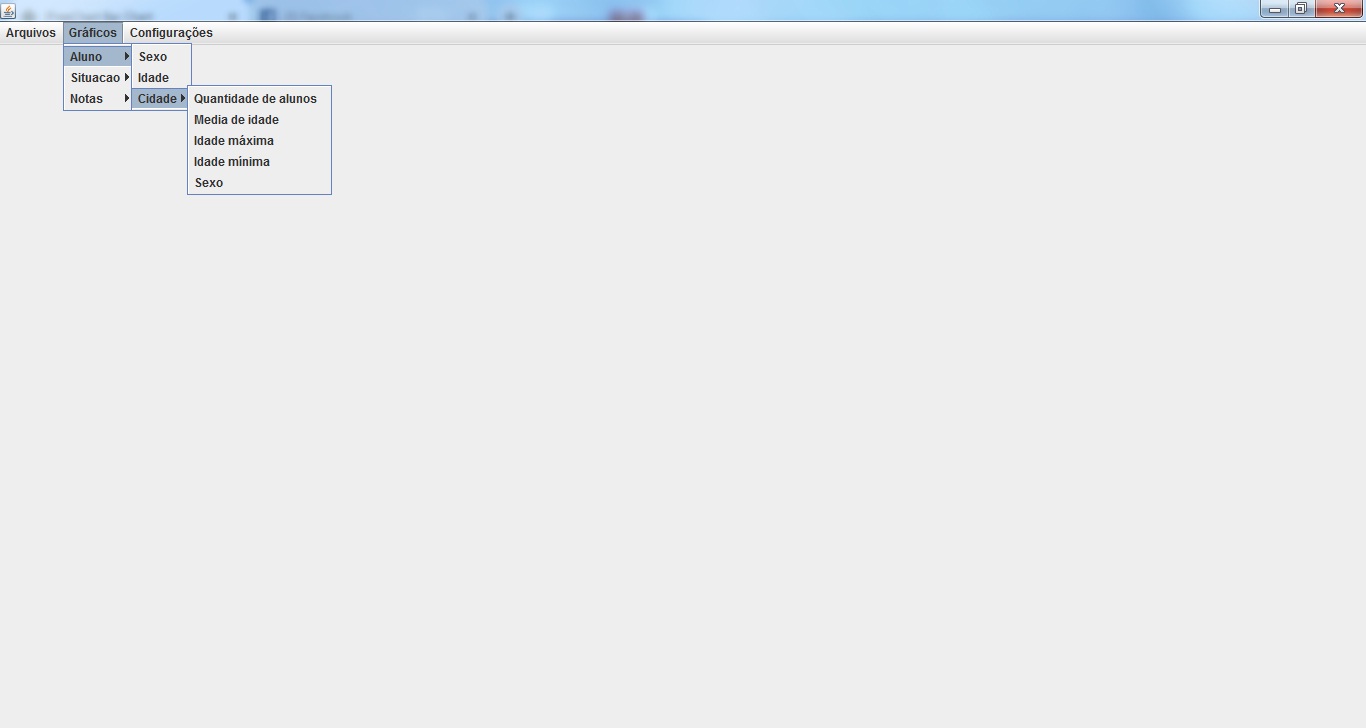 Arquivos Gráficos Configurações
Aluno Sexo
Situacao Idade
Notas Cidade Quantidade de alunos
Media de idade
Idade máxima
Idade mínima
Sexo